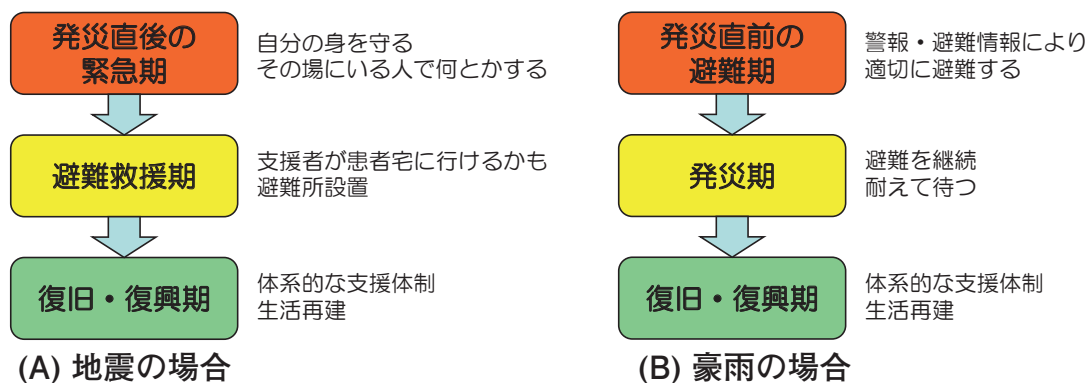 発災直後の
緊急期
自分の身を守る
その場にいる人で何とかする
避難救援期
支援者が患者宅に行けるかも
避難所設置
復旧・復興期
体系的な支援体制
生活再建
(A) 地震の場合
発災直前の
避難期
警報・避難情報により
適切に避難する
発災期
避難を継続
耐えて待つ
復旧・復興期
体系的な支援体制
生活再建
(B) 豪雨の場合